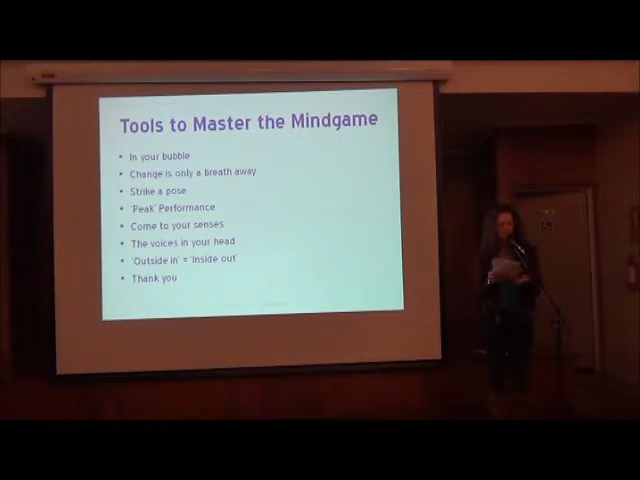 Tools to Master the Mindgame
• In your bubble
• Change is only a breath away
• Strike a pose
• 'Peak' Performance
• Come to your senses
• The voices in your head
• 'Outside in' = 'Inside out'
• Thank you